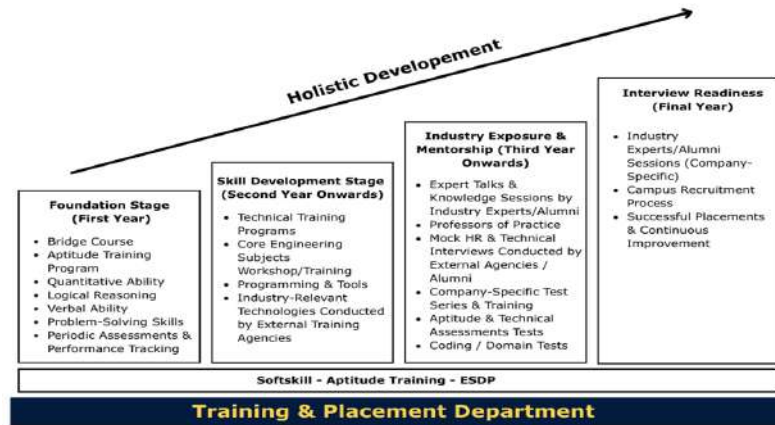 Holistic Developement
Foundation Stage
(First Year)
• Bridge Course
• Aptitude Training
Program
• Quantitative Ability
• Logical Reasoning
• Verbal Ability
• Problem-Solving Skills
• Periodic Assessments &
Performance Tracking
Skill Development Stage
(Second Year Onwards)
• Technical Training
Programs
• Core Engineering
Subjects
Workshop/Training
• Programming & Tools
• Industry-Relevant
Technologies Conducted
by External Training
Agencies
Industry Exposure &
Mentorship (Third Year
Onwards)
• Expert Talks &
Knowledge Sessions by
Industry Experts/Alumni
• Professors of Practice
• Mock HR & Technical
Interviews Conducted by
External Agencies /
Alumni
• Company-Specific Test
Series & Training
• Aptitude & Technical
Assessments Tests
• Coding / Domain Tests
Interview Readiness
(Final Year)
• Industry
Experts/Alumni
Sessions (Company-
Specific)
• Campus Recruitment
Process
• Successful Placements
& Continuous
Improvement
Softskill - Aptitude Training - ESDP
Training & Placement Department